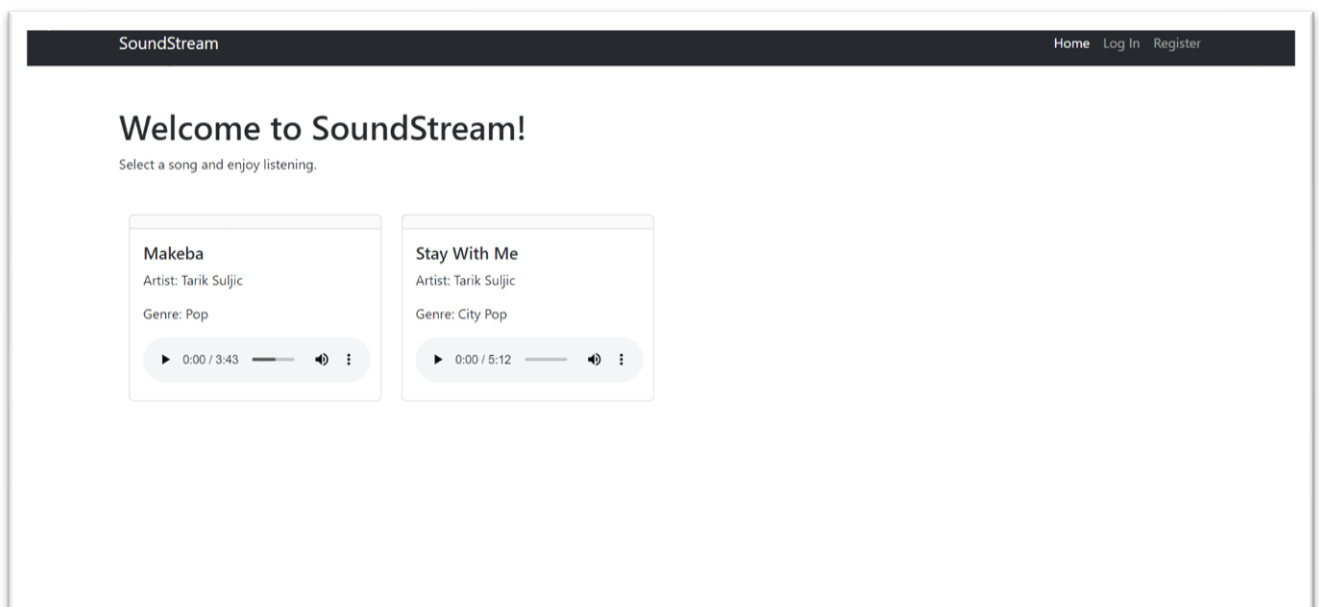 SoundStream
Home Log In Register
Welcome to SoundStream!
Select a song and enjoy listening.
Makeba
Artist: Tarik Suljic
Genre: Pop
0:00 / 3:43
Stay With Me
Artist: Tarik Suljic
Genre: City Pop
0:00 / 5:12